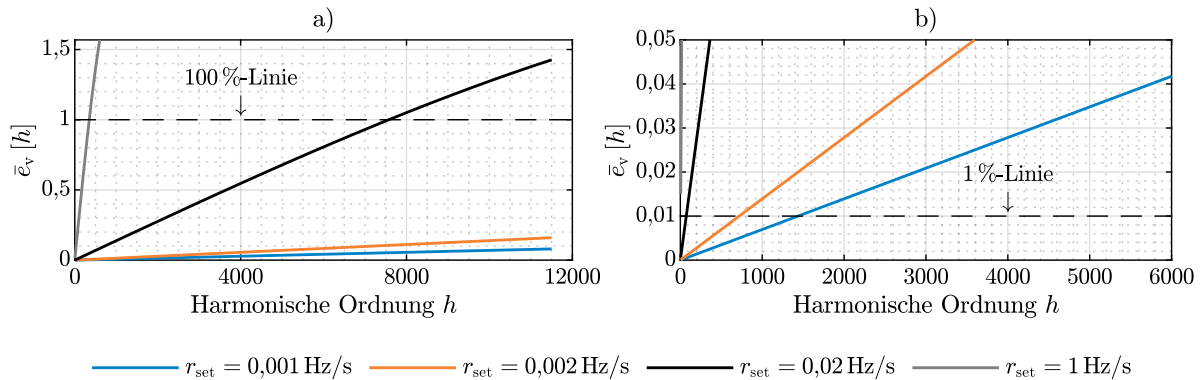 a)
1,5
1
0,5
0
ē_v [h]
100 %-Linie
↓
0 4000 8000 12000
Harmonische Ordnung h
b)
0,05
0.04
0.03
0.02
0,01
0
ē_v [h]
1 %-Linie
↓
0 1000 2000 3000 4000 5000 6000
Harmonische Ordnung h
r_set = 0,001 Hz/s r_set = 0,002 Hz/s r_set = 0,02 Hz/s r_set = 1 Hz/s